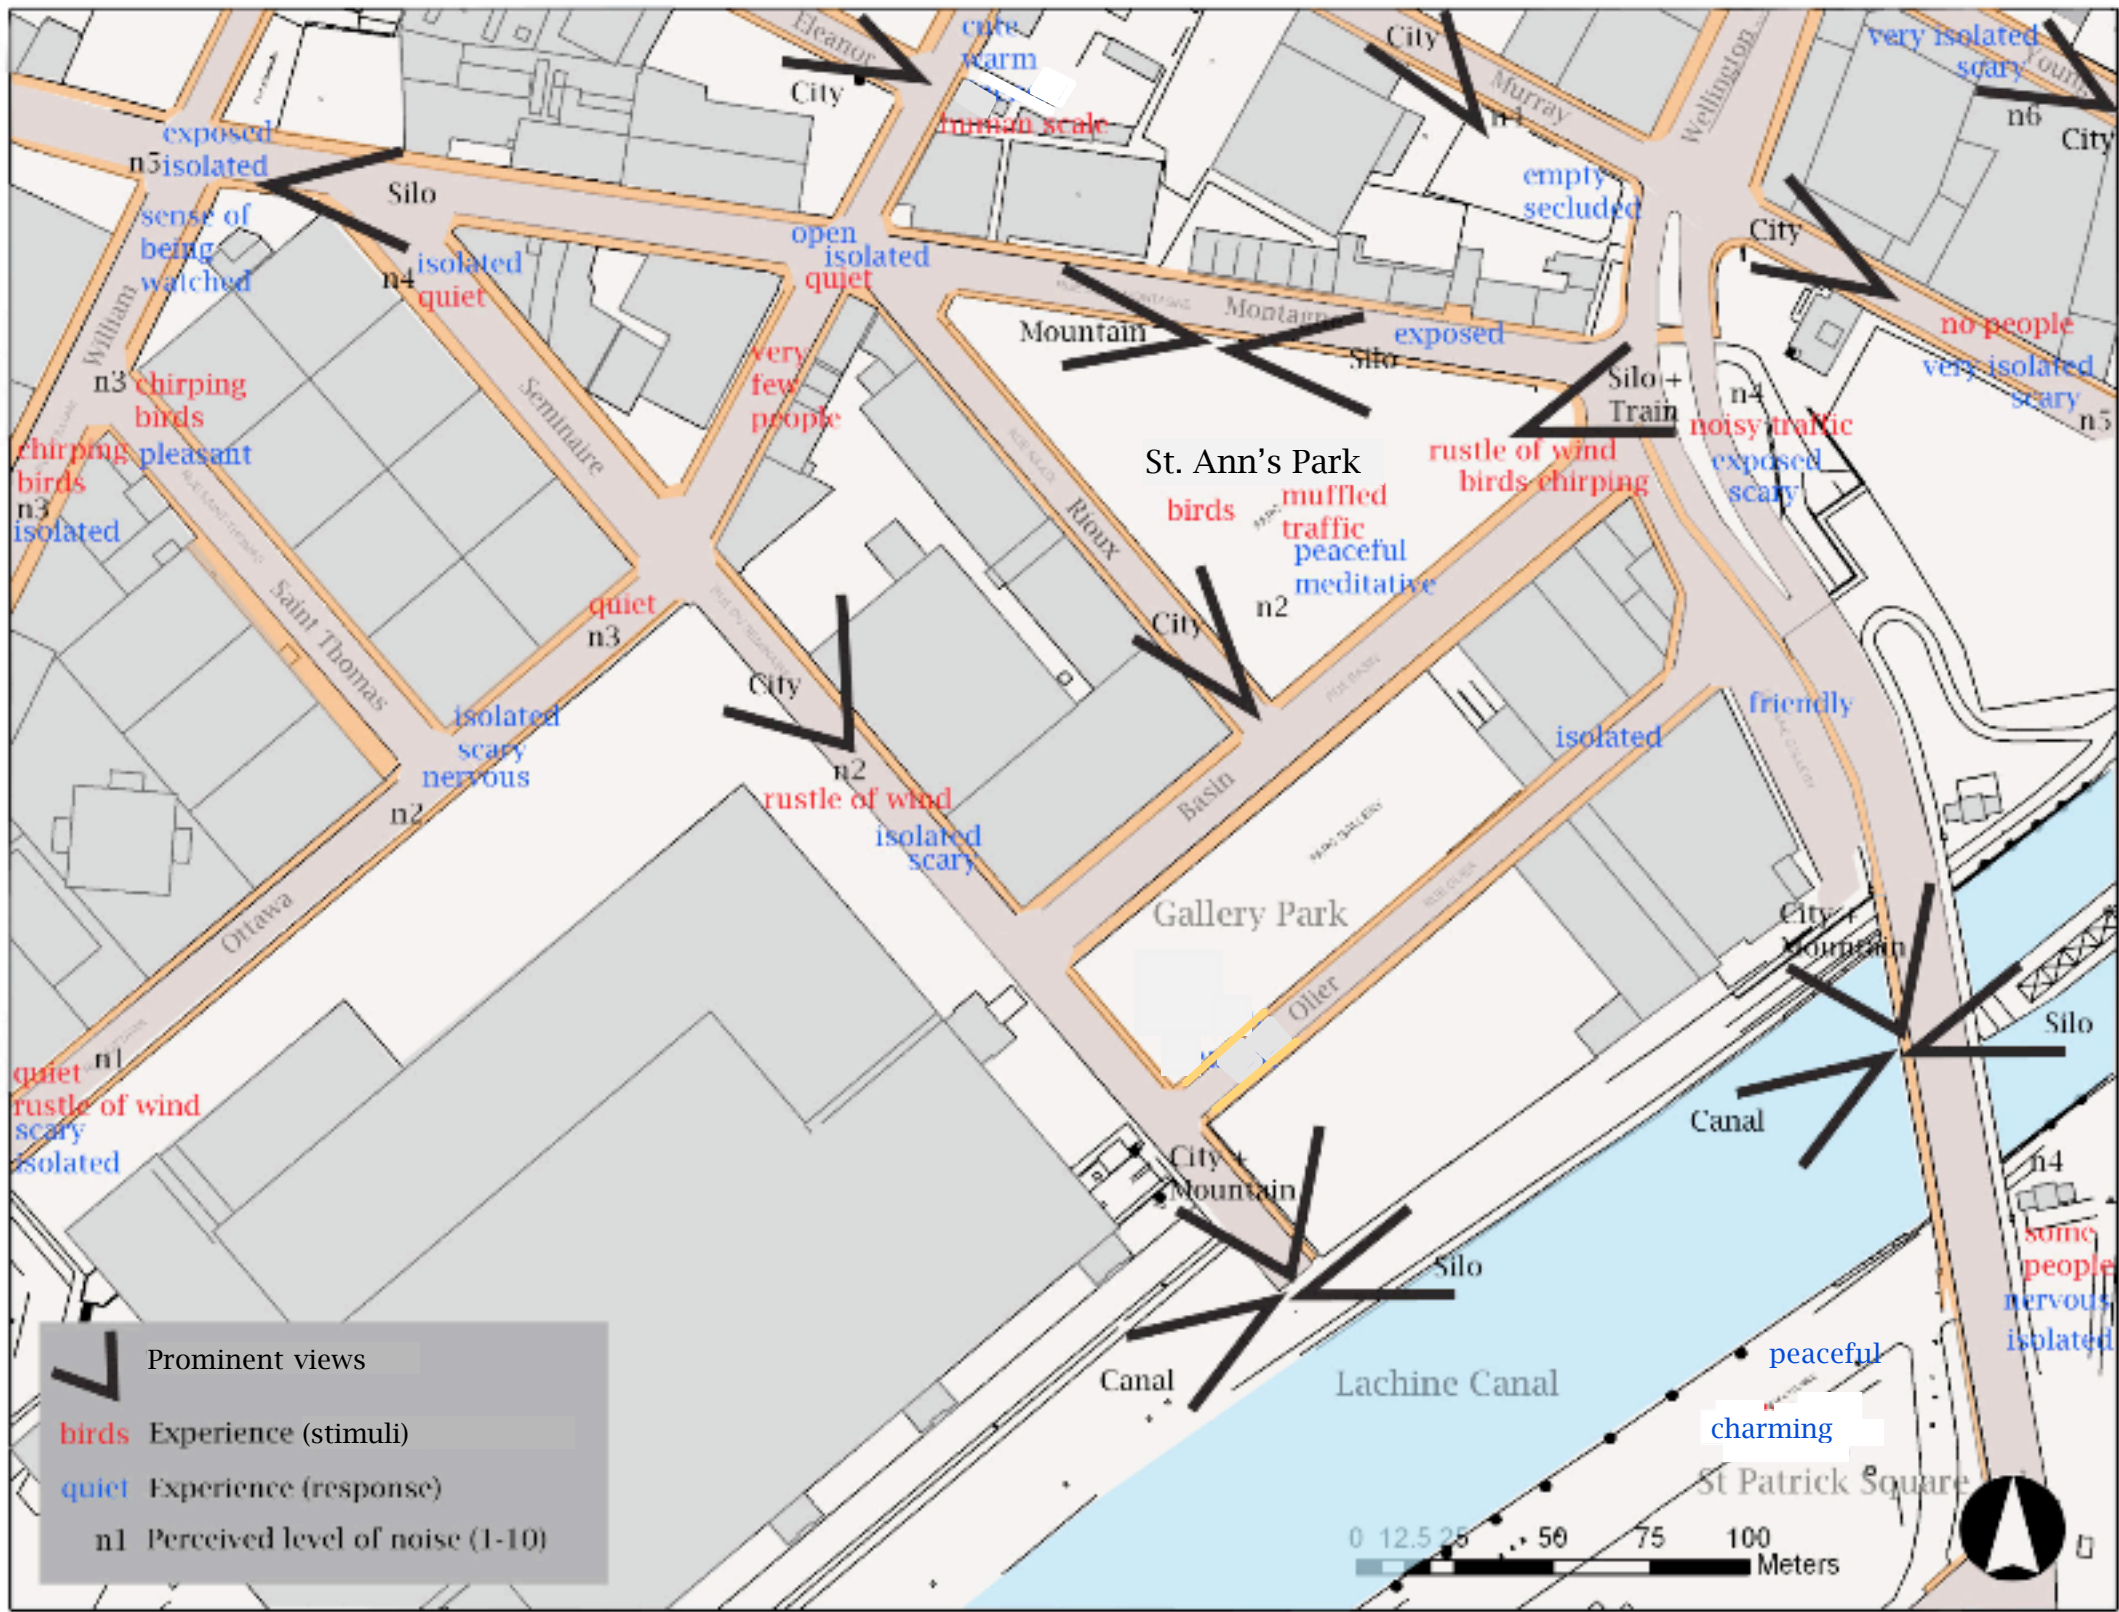 Eleanor
cute
warm
City
human scale
City
n4
Murray
Wellington
very isolated
scary
n6
City
exposed
n5
isolated
Silo
sense of
being
watched
isolated
n4
quiet
open
isolated
quiet
empty
secluded
City
Mountain
Montagne
Silo
exposed
no people
very isolated
scary
n5
William
n3
chirping
birds
chirping
birds
pleasant
n3
isolated
Seminaire
very
few
people
Silo +
Train
n4
noisy traffic
exposed
scary
rustle of wind
birds chirping
St. Ann's Park
birds
muffled
traffic
peaceful
meditative
n2
Rioux
City
Saint Thomas
quiet
n3
isolated
scary
nervous
n2
City
n2
rustle of wind
isolated
scary
RUE BASIN
Basin
friendly
isolated
PARC GALLERY
Gallery Park
Ottawa
Olier
n1
quiet
rustle of wind
scary
isolated
City +
Mountain
Silo
Canal
n4
some
people
nervous
isolated
City +
Mountain
Silo
Canal
Lachine Canal
peaceful
charming
St Patrick Square
Prominent views
birds Experience (stimuli)
quiet Experience (response)
n1 Perceived level of noise (1-10)
0 12.5 25 50 75 100
Meters